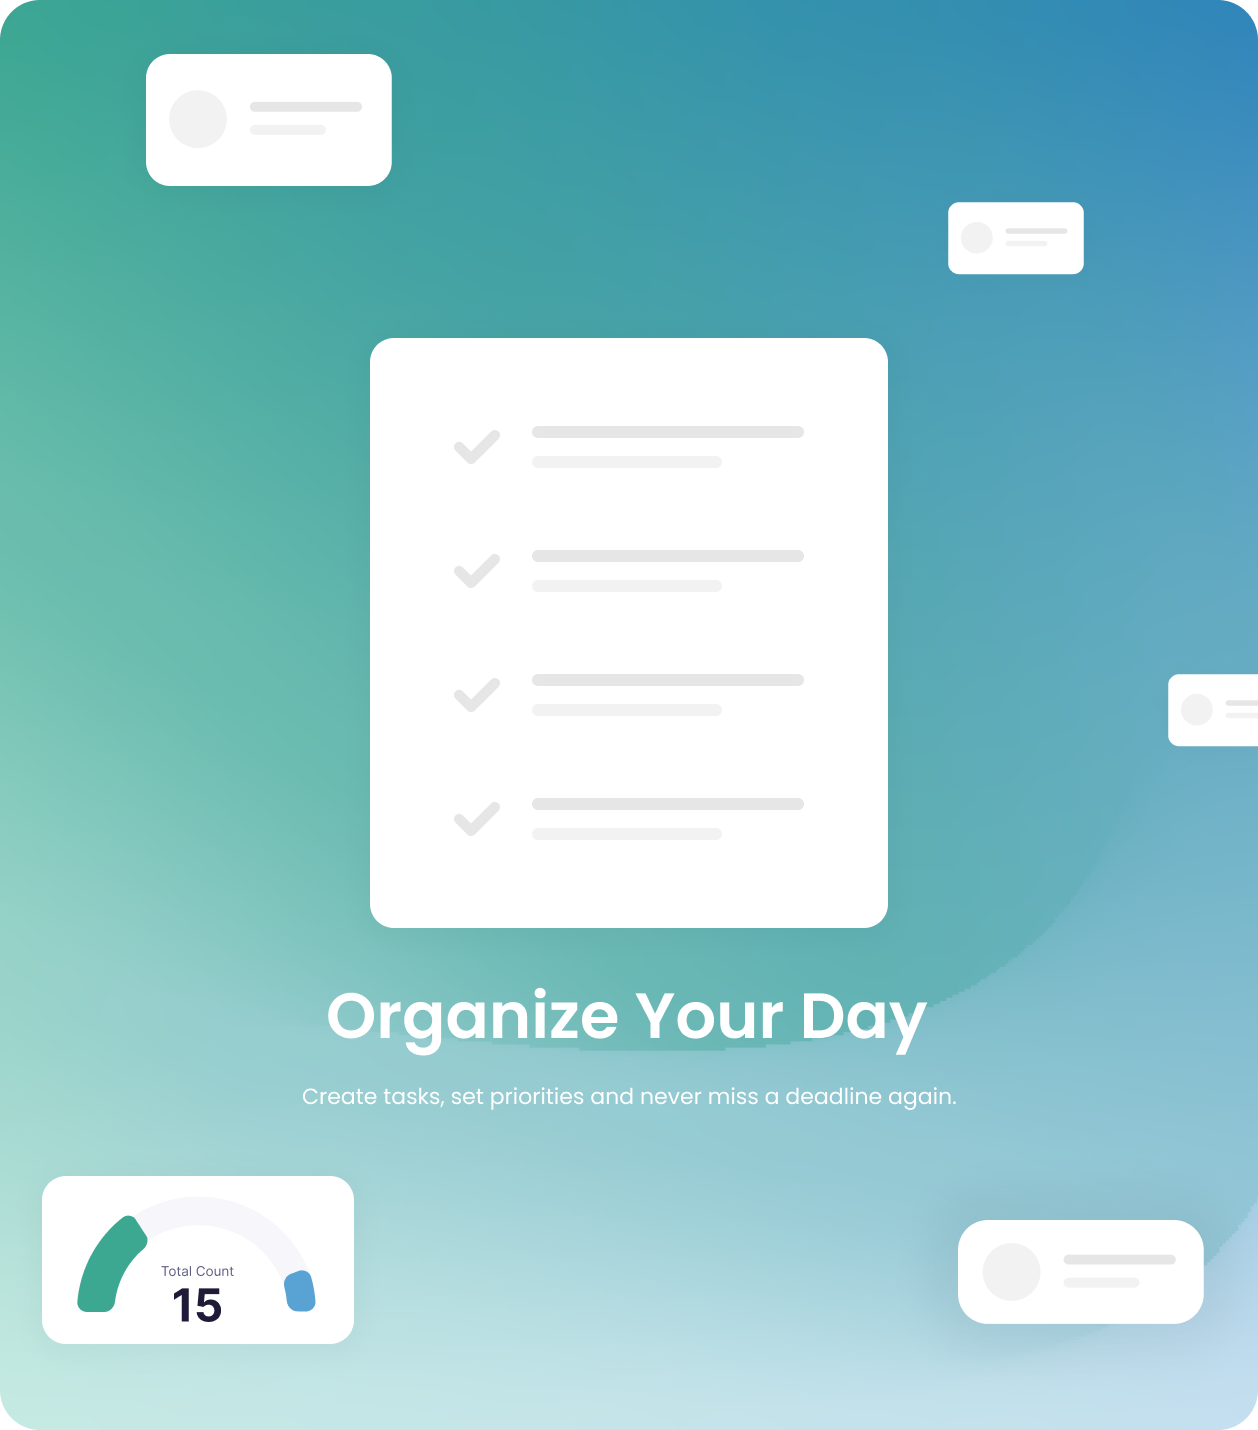 Organize Your Day
Create tasks, set priorities and never miss a deadline again.
Total Count
15